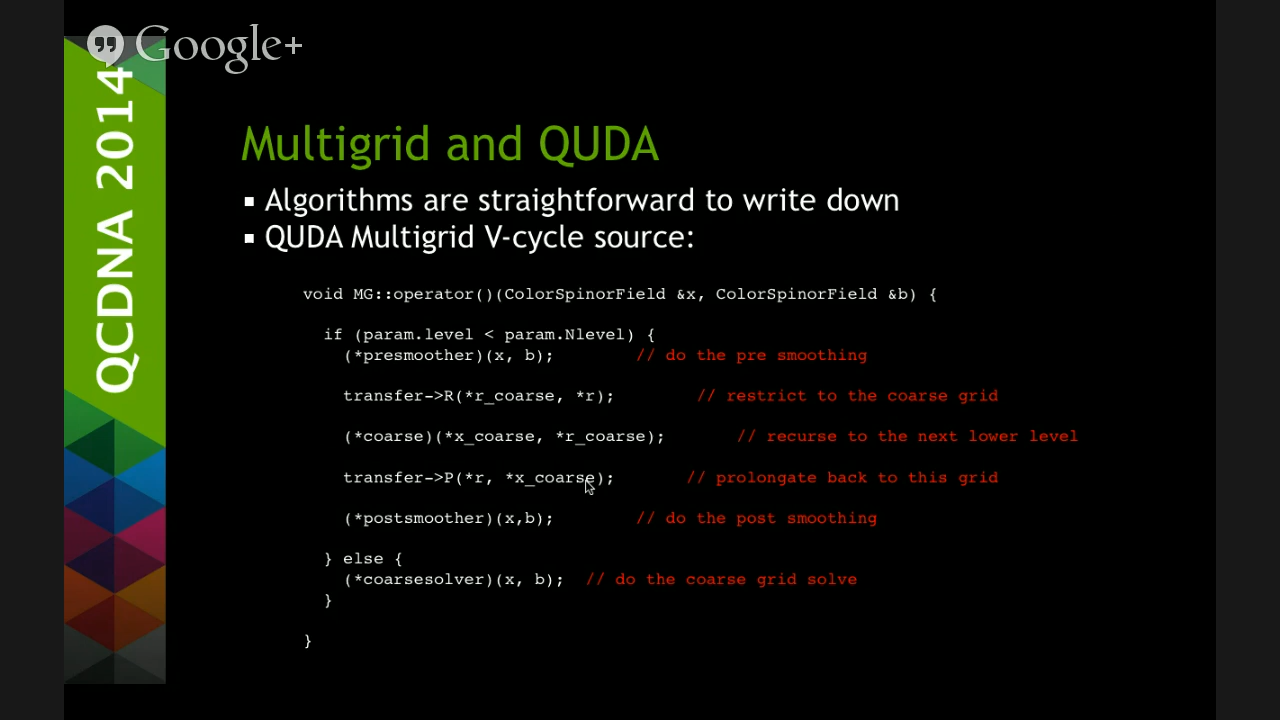 Google+
QCDNA 2014
Multigrid and QUDA
▪ Algorithms are straightforward to write down
▪ QUDA Multigrid V-cycle source:
void MG::operator()(ColorSpinorField &x, ColorSpinorField &b) {
if (param.level < param.Nlevel) {
(*presmoother)(x, b); // do the pre smoothing
transfer->R(*r_coarse, *r); // restrict to the coarse grid
(*coarse)(*x_coarse, *r_coarse); // recurse to the next lower level
transfer->P(*r, *x_coarse); // prolongate back to this grid
(*postsmoother)(x,b); // do the post smoothing
} else {
(*coarsesolver)(x, b); // do the coarse grid solve
}
}